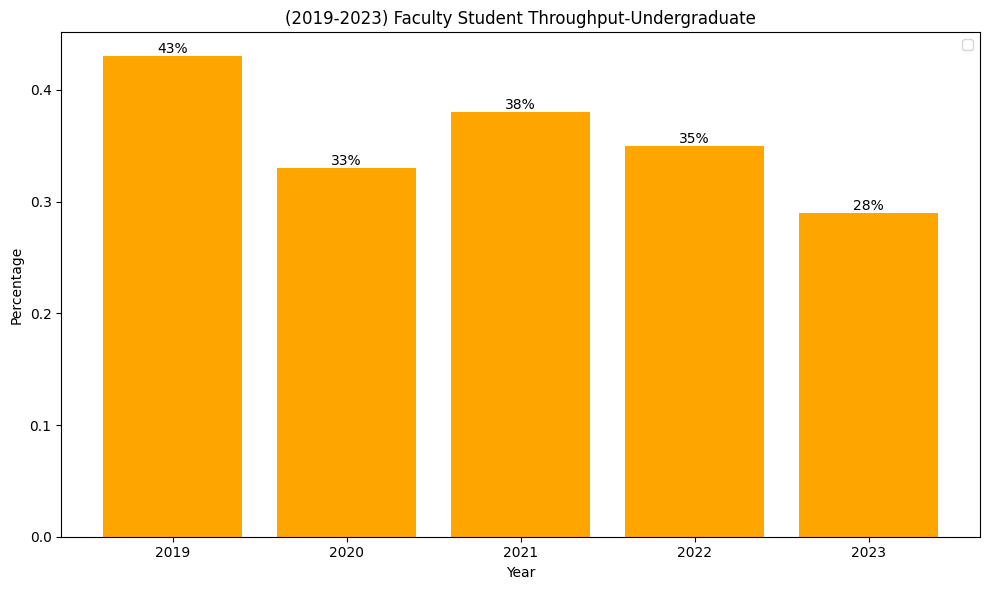 (2019-2023) Faculty Student Throughput-Undergraduate
43%
33%
38%
35%
28%
0.4
0.3
0.2
0.1
0.0
Percentage
2019 2020 2021 2022 2023
Year